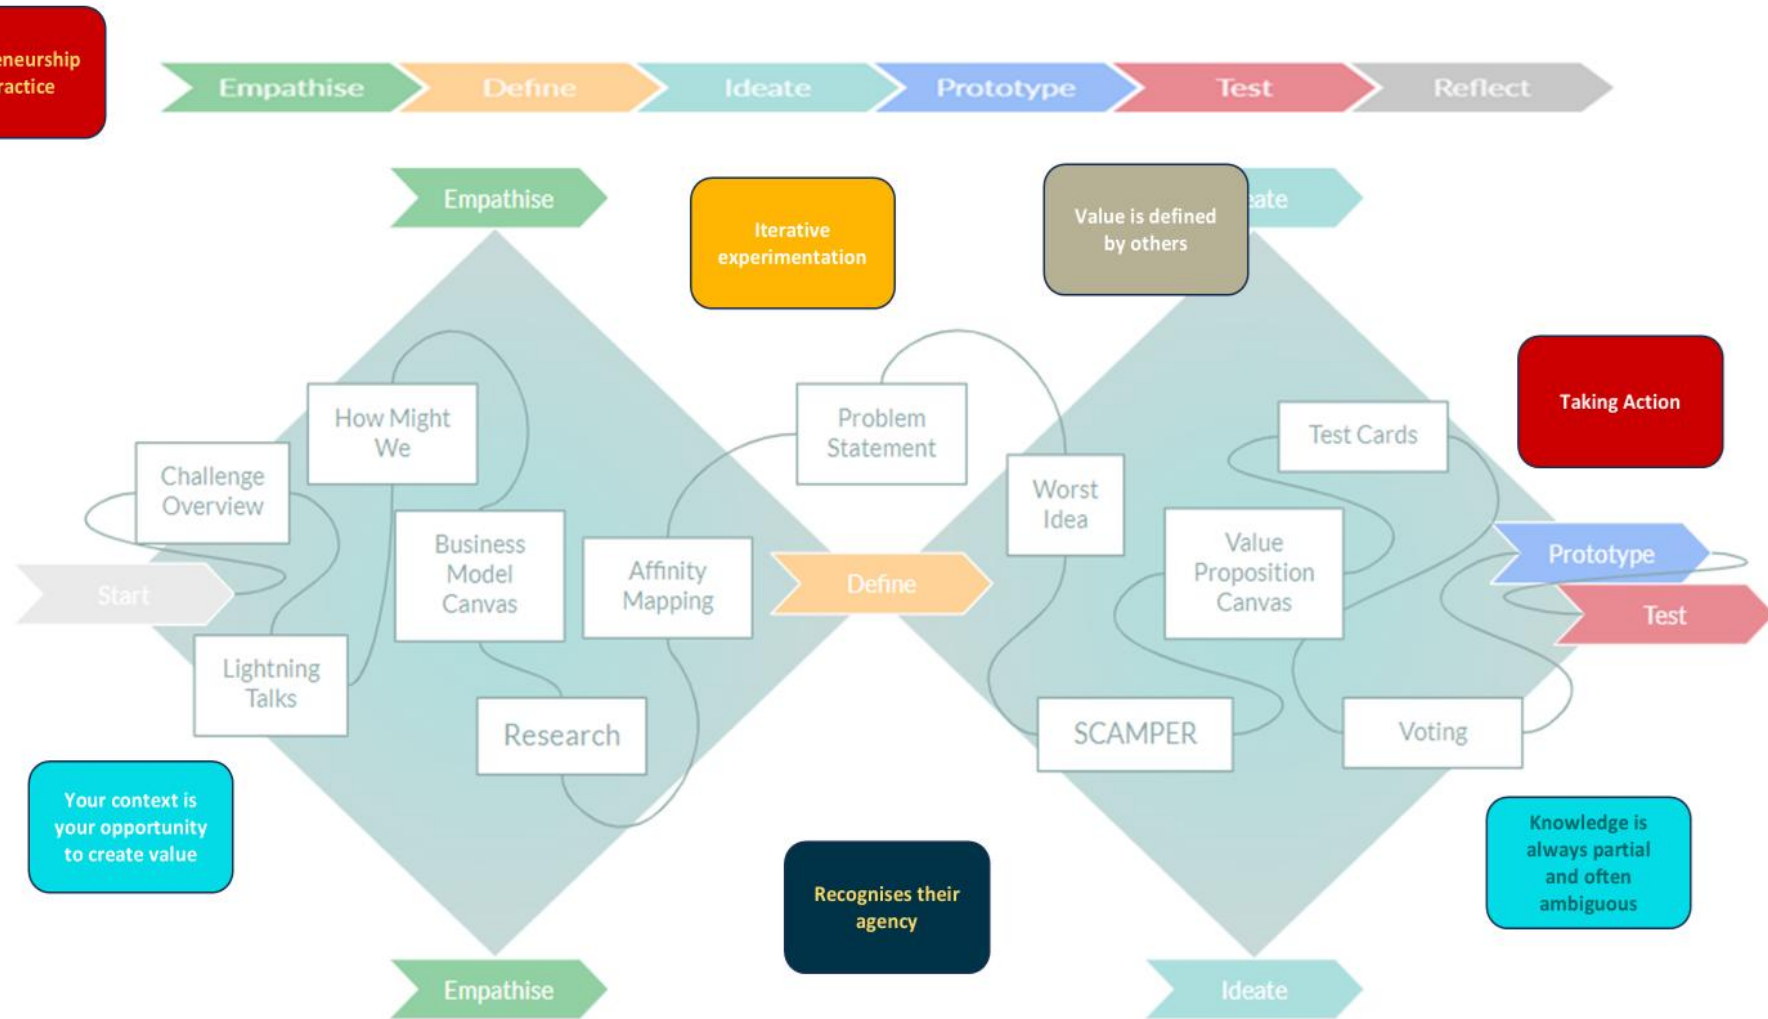 eneurship
ractice
Empathise
Define
Ideate
Prototype
Test
Reflect
Empathise
Iterative
experimentation
Value is defined
by others
eate
Taking Action
How Might
We
Challenge
Overview
Problem
Statement
Test Cards
Worst
Idea
Business
Model
Canvas
Affinity
Mapping
Value
Proposition
Canvas
Start
Define
Prototype
Test
Lightning
Talks
Research
SCAMPER
Voting
Your context is
your opportunity
to create value
Recognises their
agency
Knowledge is
always partial
and often
ambiguous
Empathise
Ideate